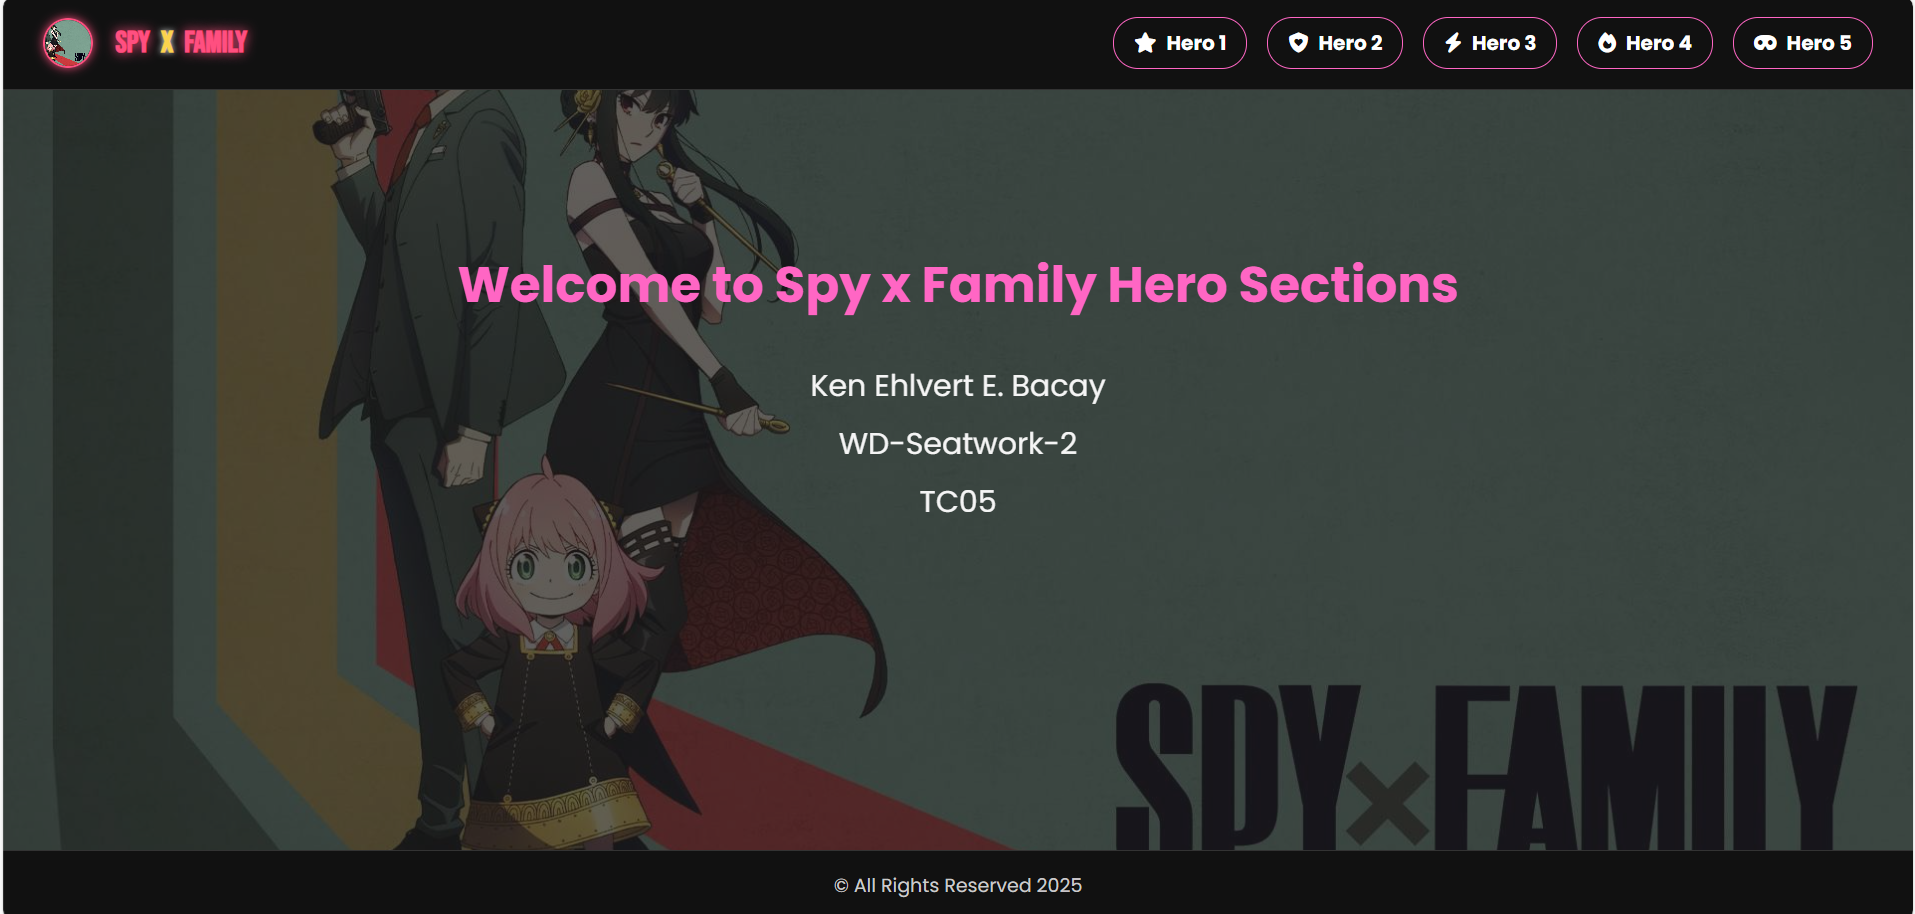 SPY X FAMILY
Hero 1
Hero 2
Hero 3
Hero 4
Hero 5
Welcome to Spy x Family Hero Sections
Ken Ehlvert E. Bacay
WD-Seatwork-2
TC05
SPY×FAMILY
© All Rights Reserved 2025